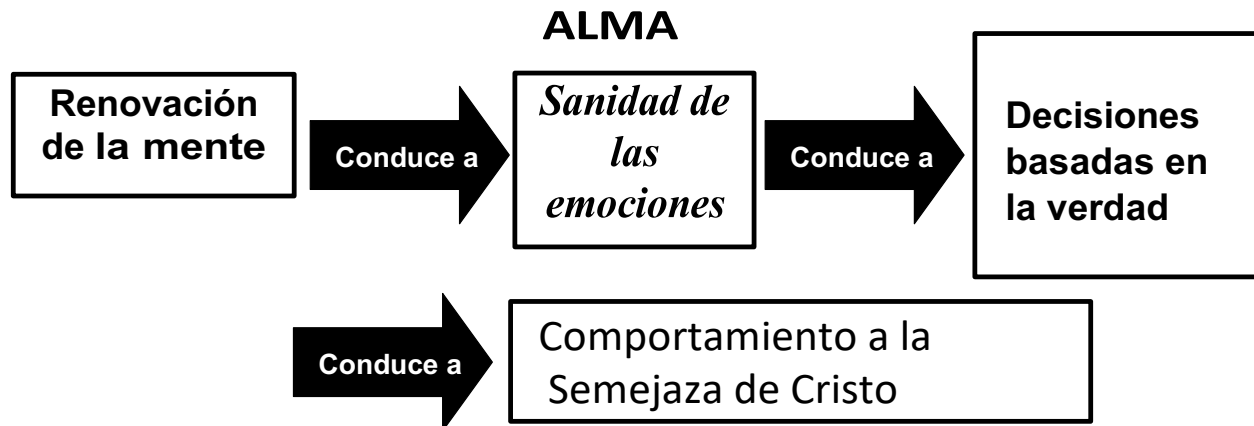 ALMA
Renovación
de la mente
Conduce a
Sanidad de
las
emociones
Conduce a
Decisiones
basadas en
la verdad
Conduce a
Comportamiento a la
Semejaza de Cristo